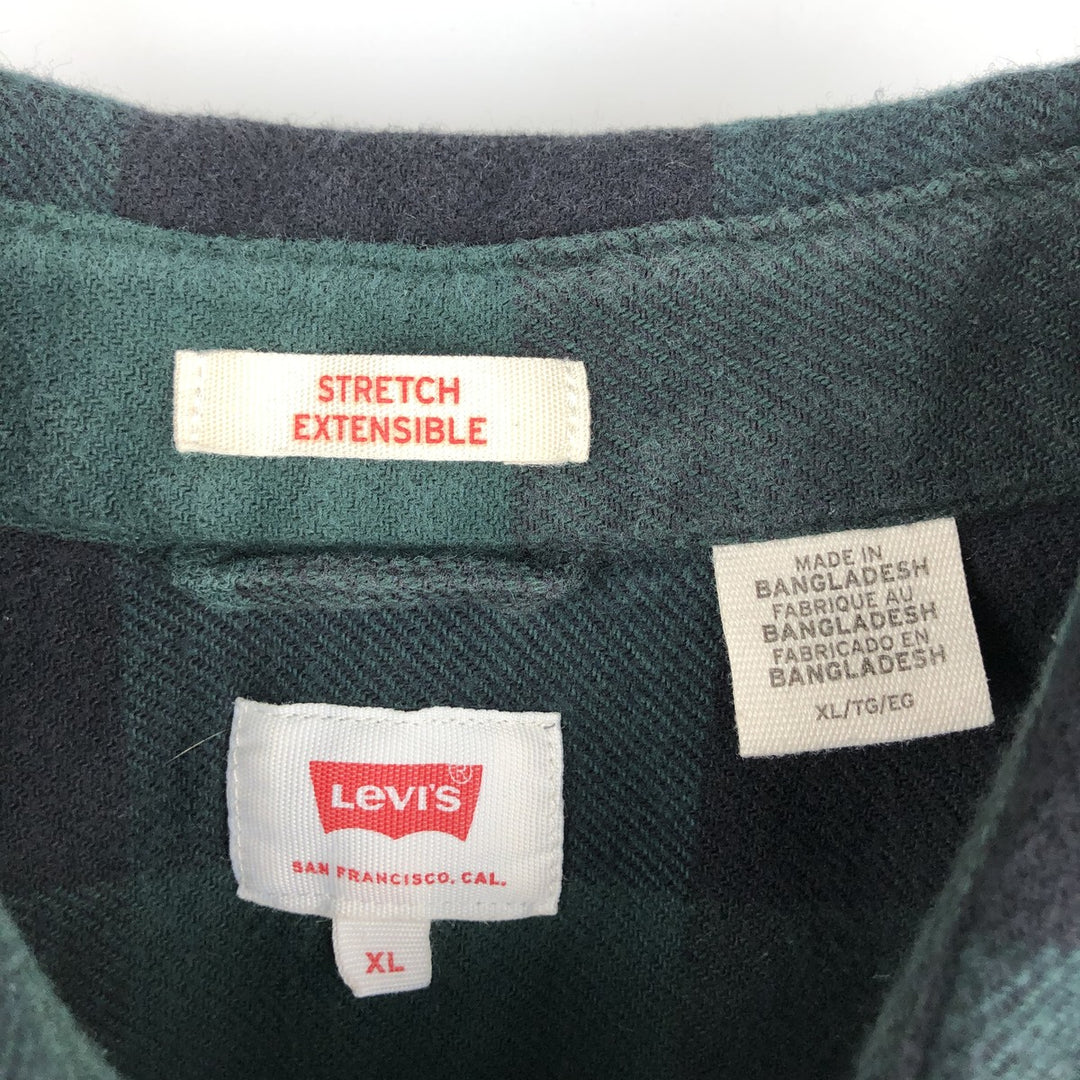 STRETCH
EXTENSIBLE
MADE IN
BANGLADESH
FABRIQUE AU
BANGLADESH
FABRICADO EN
BANGLADESH
XL/TG/EG
Levi's®
SAN FRANCISCO, CAL.
XL